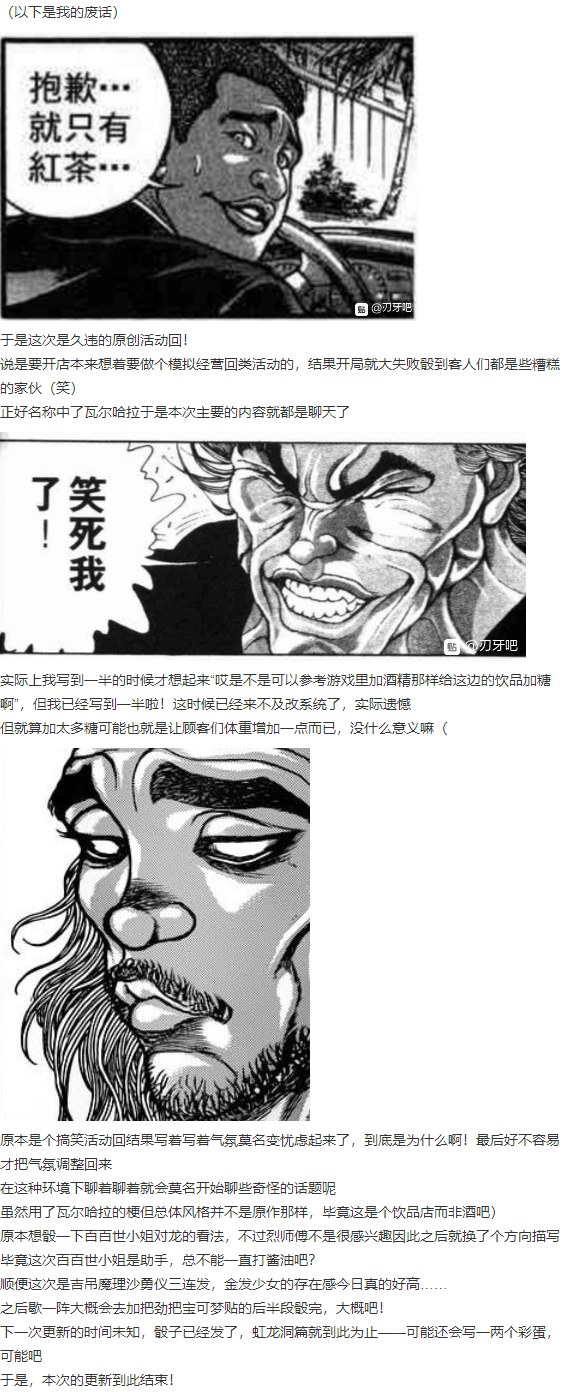 （以下是我的废话）
抱歉…
就只有
紅茶…
贴 @刃牙吧
于是这次是久违的原创活动回！
说是要开店本来想着要做个模拟经营回类活动的，结果开局就大失败骰到客人们都是些糟糕
的家伙（笑）
正好名称中了瓦尔哈拉于是本次主要的内容就都是聊天了
笑死我
了！
贴 @刃牙吧
实际上我写到一半的时候才想起来“哎是不是可以参考游戏里加酒精那样给这边的饮品加糖
啊”，但我已经写到一半啦！这时候已经来不及改系统了，实际遗憾
但就算加太多糖可能也就是让顾客们体重增加一点而已，没什么意义嘛（
原本是个搞笑活动回结果写着写着气氛莫名变忧虑起来了，到底是为什么啊！最后好不容易
才把气氛调整回来
在这种环境下聊着聊着就会莫名开始聊些奇怪的话题呢
虽然用了瓦尔哈拉的梗但总体风格并不是原作那样，毕竟这是个饮品店而非酒吧）
原本想骰一下百百世小姐对龙的看法，不过烈师傅不是很感兴趣因此之后就换了个方向描写
毕竟这次百百世小姐是助手，总不能一直打酱油吧？
顺便这次是吉吊魔理沙勇仪三连发，金发少女的存在感今日真的好高……
之后歇一阵大概会去加把劲把宝可梦贴的后半段骰完，大概吧！
下一次更新的时间未知，骰子已经发了，虹龙洞篇就到此为止——可能还会写一两个彩蛋，
可能吧
于是，本次的更新到此结束！